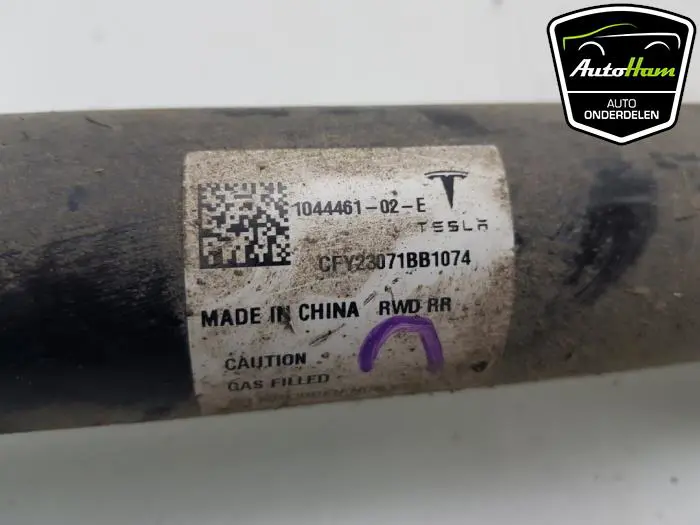 AutoHam
AUTO
ONDERDELEN
1044461-02-E
TESLA
CFY23071BB1074
MADE IN CHINA RWD RR
CAUTION
GAS FILLED